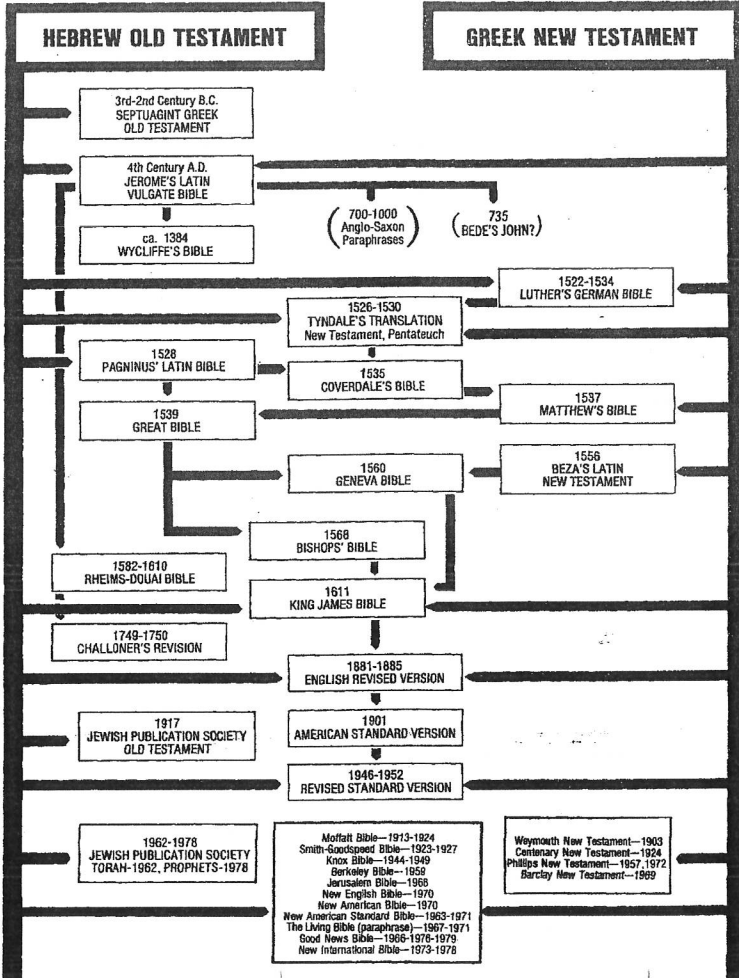 HEBREW OLD TESTAMENT
GREEK NEW TESTAMENT
3rd-2nd Century B.C.
SEPTUAGINT GREEK
OLD TESTAMENT
4th Century A.D.
JEROME'S LATIN
VULGATE BIBLE
700-1000
Anglo-Saxon
Paraphrases
735
(BEDE'S JOHN?)
ca. 1384
WYCLIFFE'S BIBLE
1522-1534
LUTHER'S GERMAN BIBLE
1526-1530
TYNDALE'S TRANSLATION
New Testament, Pentateuch
1528
PAGNINUS' LATIN BIBLE
1535
COVERDALE'S BIBLE
1537
MATTHEW'S BIBLE
1539
GREAT BIBLE
1560
GENEVA BIBLE
1556
BEZA'S LATIN
NEW TESTAMENT
1568
BISHOPS' BIBLE
1582-1610
RHEIMS-DOUAI BIBLE
1611
KING JAMES BIBLE
1749-1750
CHALLONER'S REVISION
1881-1885
ENGLISH REVISED VERSION
1917
JEWISH PUBLICATION SOCIETY
OLD TESTAMENT
1901
AMERICAN STANDARD VERSION
1946-1952
REVISED STANDARD VERSION
1962-1978
JEWISH PUBLICATION SOCIETY
TORAH-1962, PROPHETS-1978
Moffatt Bible—1913-1924
Smith-Goodspeed Bible—1923-1927
Knox Bible—1944-1949
Berkeley Bible—1959
Jerusalem Bible—1968
New English Bible—1970
New American Bible—1970
New American Standard Bible—1963-1971
The Living Bible (paraphrase)—1967-1971
Good News Bible—1966-1976-1979
New International Bible—1973-1978
Weymouth New Testament—1903
Centenary New Testament—1924
Phillips New Testament—1957,1972
Barclay New Testament—1969